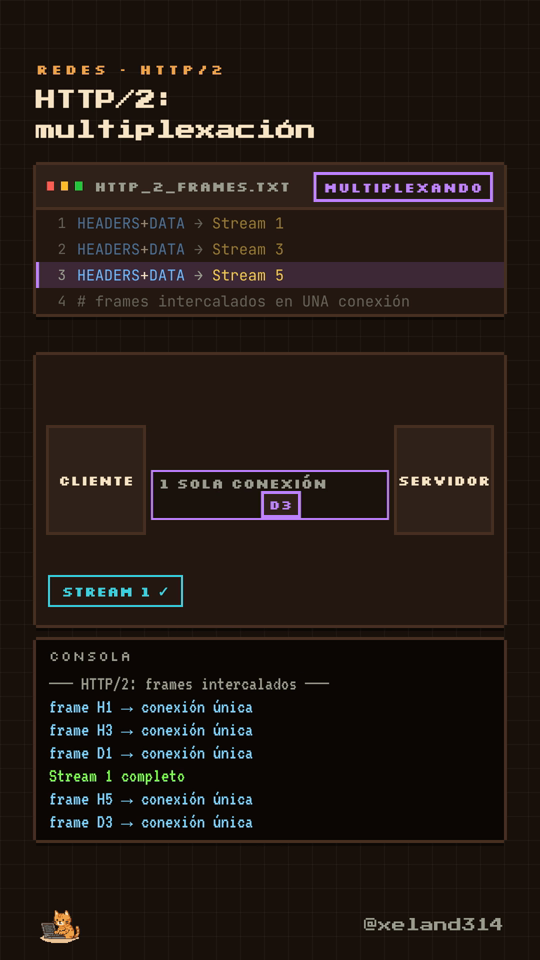 REDES · HTTP/2
HTTP/2:
multiplexación
HTTP_2_FRAMES.TXT
MULTIPLEXANDO
1 HEADERS+DATA → Stream 1
2 HEADERS+DATA → Stream 3
3 HEADERS+DATA → Stream 5
4 # frames intercalados en UNA conexión
CLIENTE
1 SOLA CONEXIÓN
D3
SERVIDOR
STREAM 1 ✓
CONSOLA
—— HTTP/2: frames intercalados ——
frame H1 → conexión única
frame H3 → conexión única
frame D1 → conexión única
Stream 1 completo
frame H5 → conexión única
frame D3 → conexión única
@xeland314